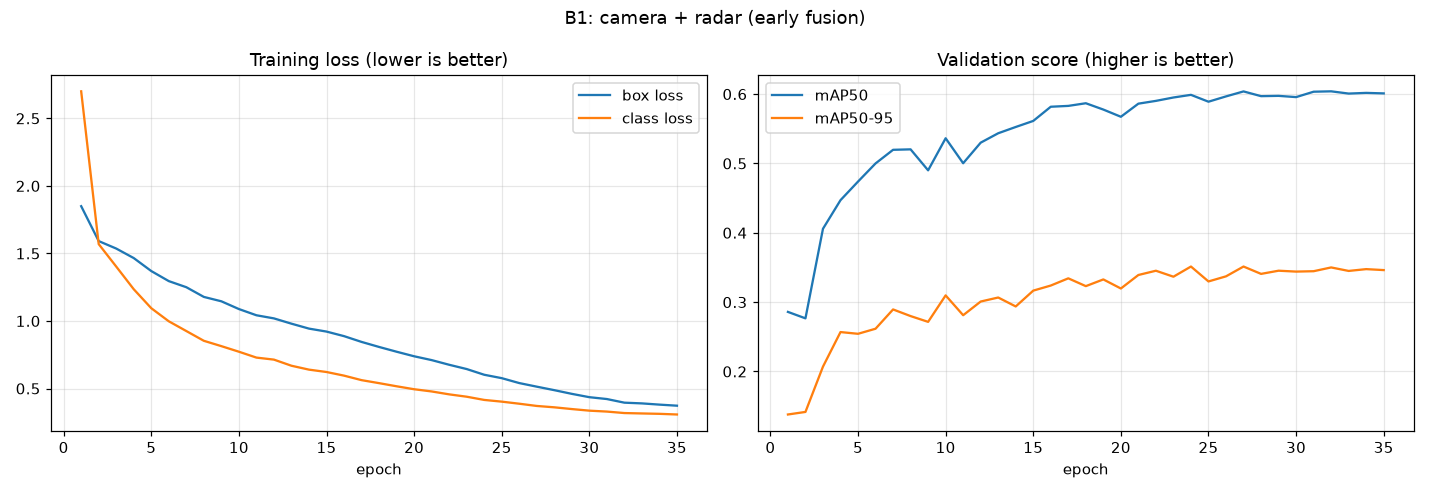 B1: camera + radar (early fusion)
Training loss (lower is better)
box loss
class loss
2.5
2.0
1.5
1.0
0.5
0 5 10 15 20 25 30 35
epoch
Validation score (higher is better)
mAP50
mAP50-95
0.6
0.5
0.4
0.3
0.2
0 5 10 15 20 25 30 35
epoch